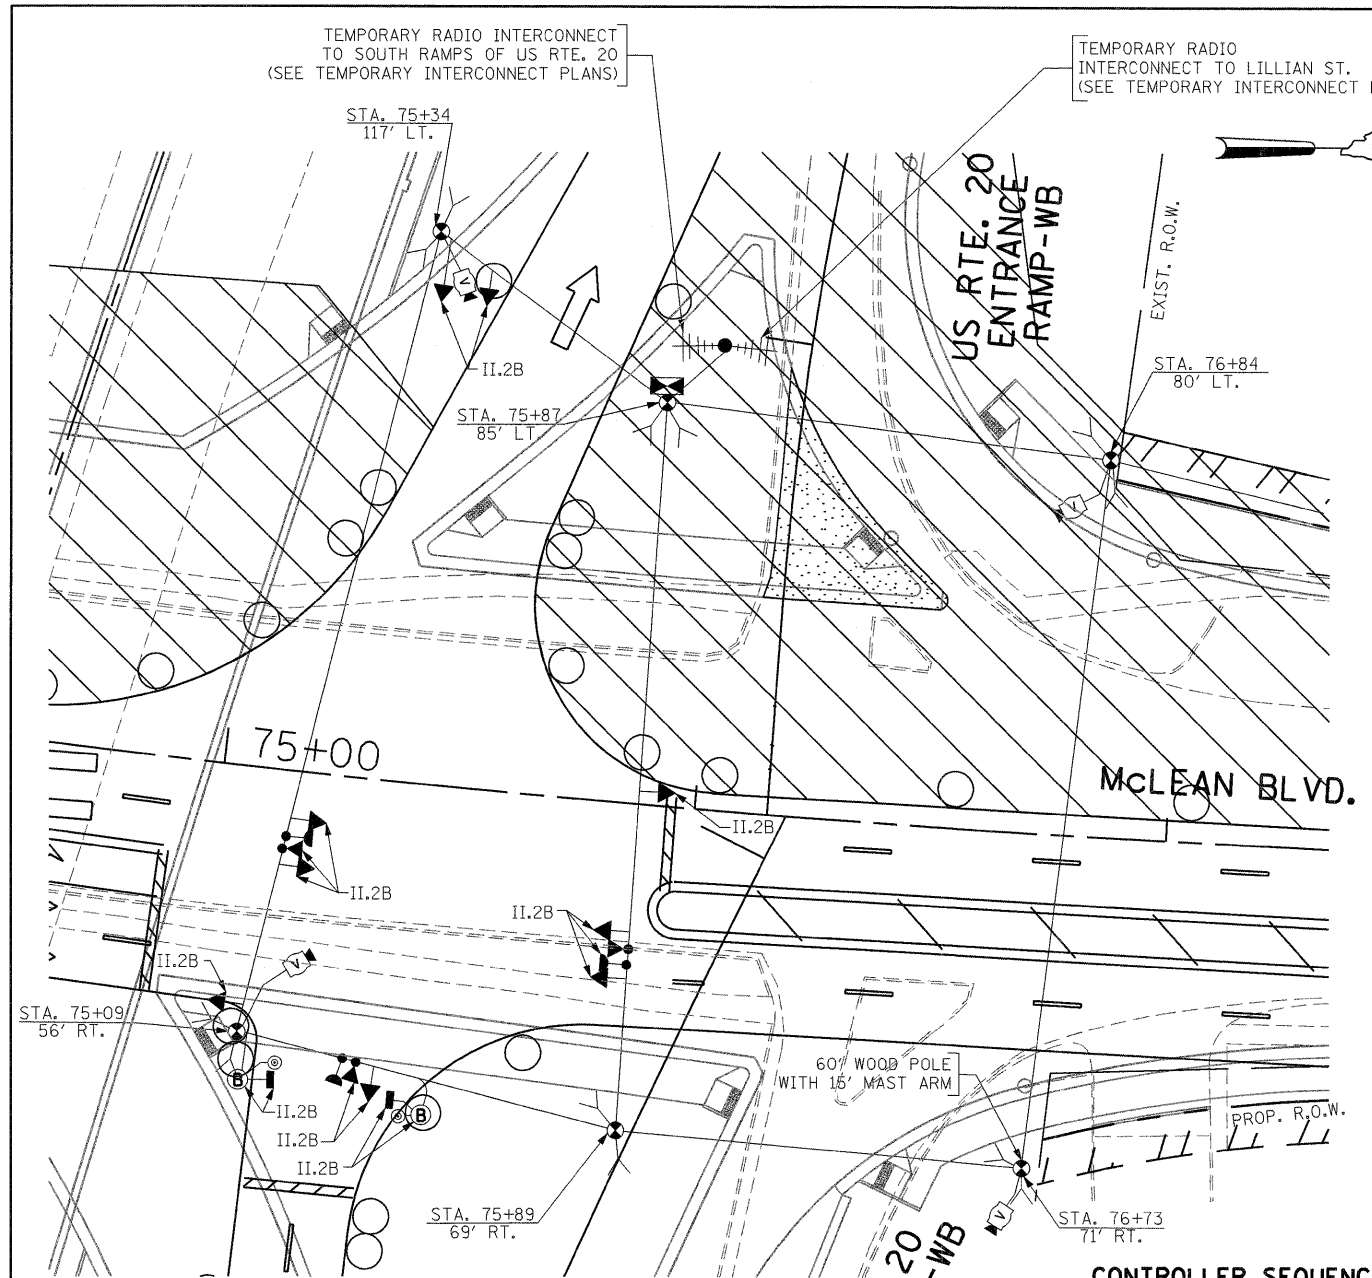 TEMPORARY RADIO INTERCONNECT
TO SOUTH RAMPS OF US RTE. 20
(SEE TEMPORARY INTERCONNECT PLANS)
TEMPORARY RADIO
INTERCONNECT TO LILLIAN ST.
(SEE TEMPORARY INTERCONNECT
STA. 75+34
117' LT.
US RTE. 20
ENTRANCE
RAMP-WB
EXIST. R.O.W.
V
II.2B
STA. 76+84
80' LT.
STA. 75+87
85' LT.
V
75+00
McLEAN BLVD.
II.2B
II.2B
II.2B
V
II.2B
STA. 75+09
56' RT.
60' WOOD POLE
WITH 15' MAST ARM
B
II.2B
B
II.2B
II.2B
PROP. R.O.W.
STA. 75+89
69' RT.
V
STA. 76+73
71' RT.
20
-WB
CONTROLLER SEQUENC